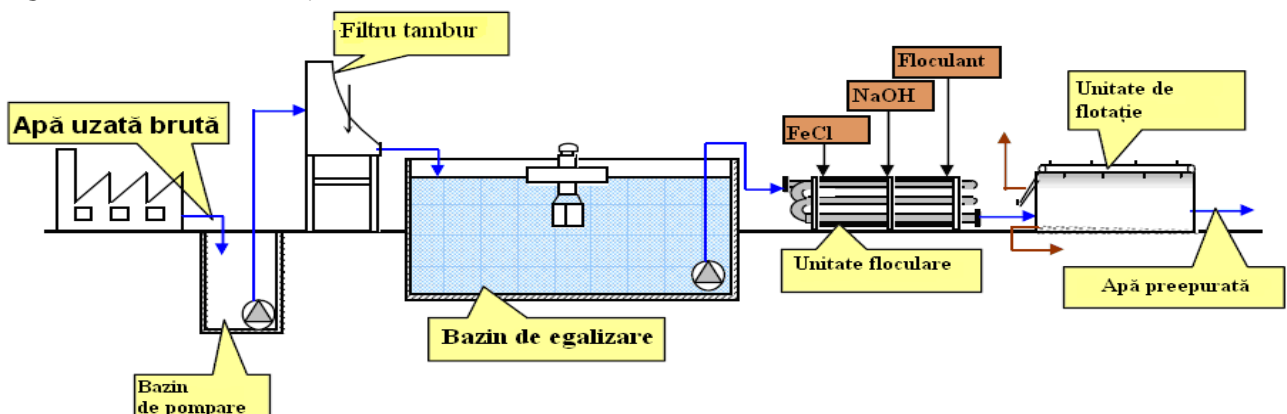 Filtru tambur
Apă uzată brută
Floculant
NaOH
FeCl
Unitate de
flotație
Unitate floculare
Apă preepurată
Bazin de egalizare
Bazin
de pompare